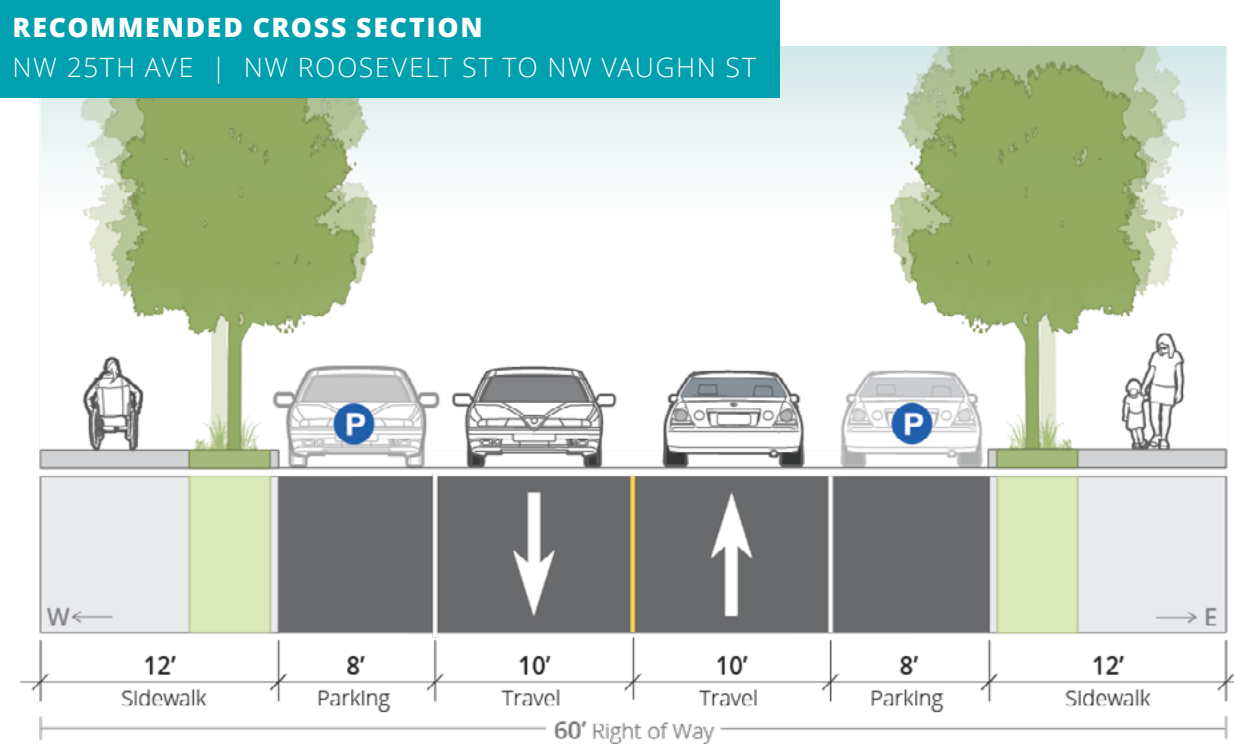 RECOMMENDED CROSS SECTION
NW 25TH AVE | NW ROOSEVELT ST TO NW VAUGHN ST
P P
W E
12' 8' 10' 10' 8' 12'
Sidewalk Parking Travel Travel Parking Sidewalk
60' Right of Way